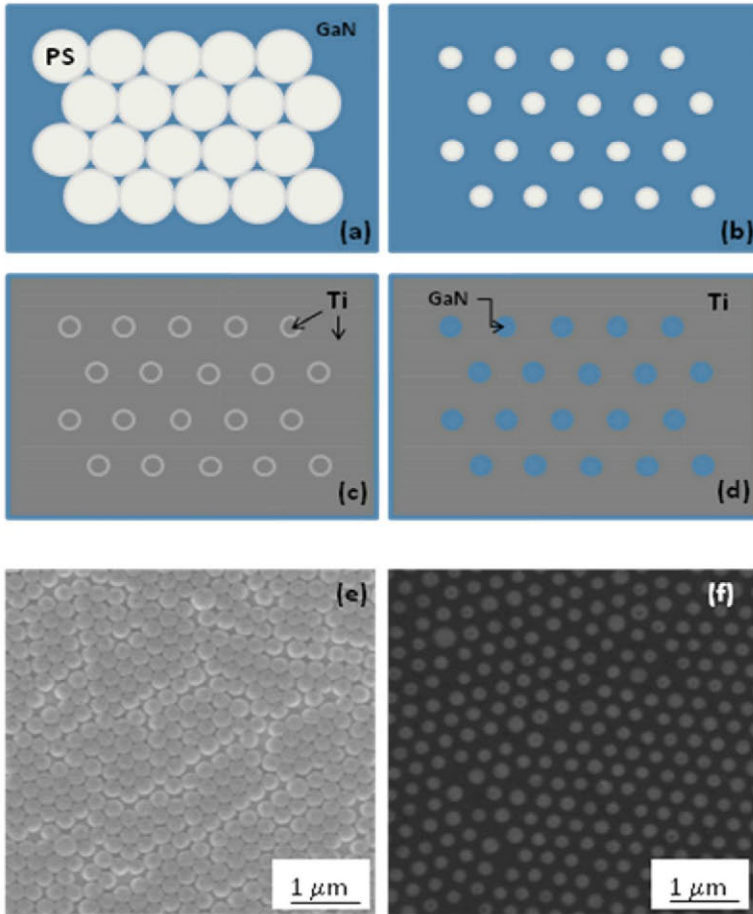 PS
GaN
(a)
(b)
Ti
(c)
GaN
Ti
(d)
(e)
1 μm
(f)
1 μm